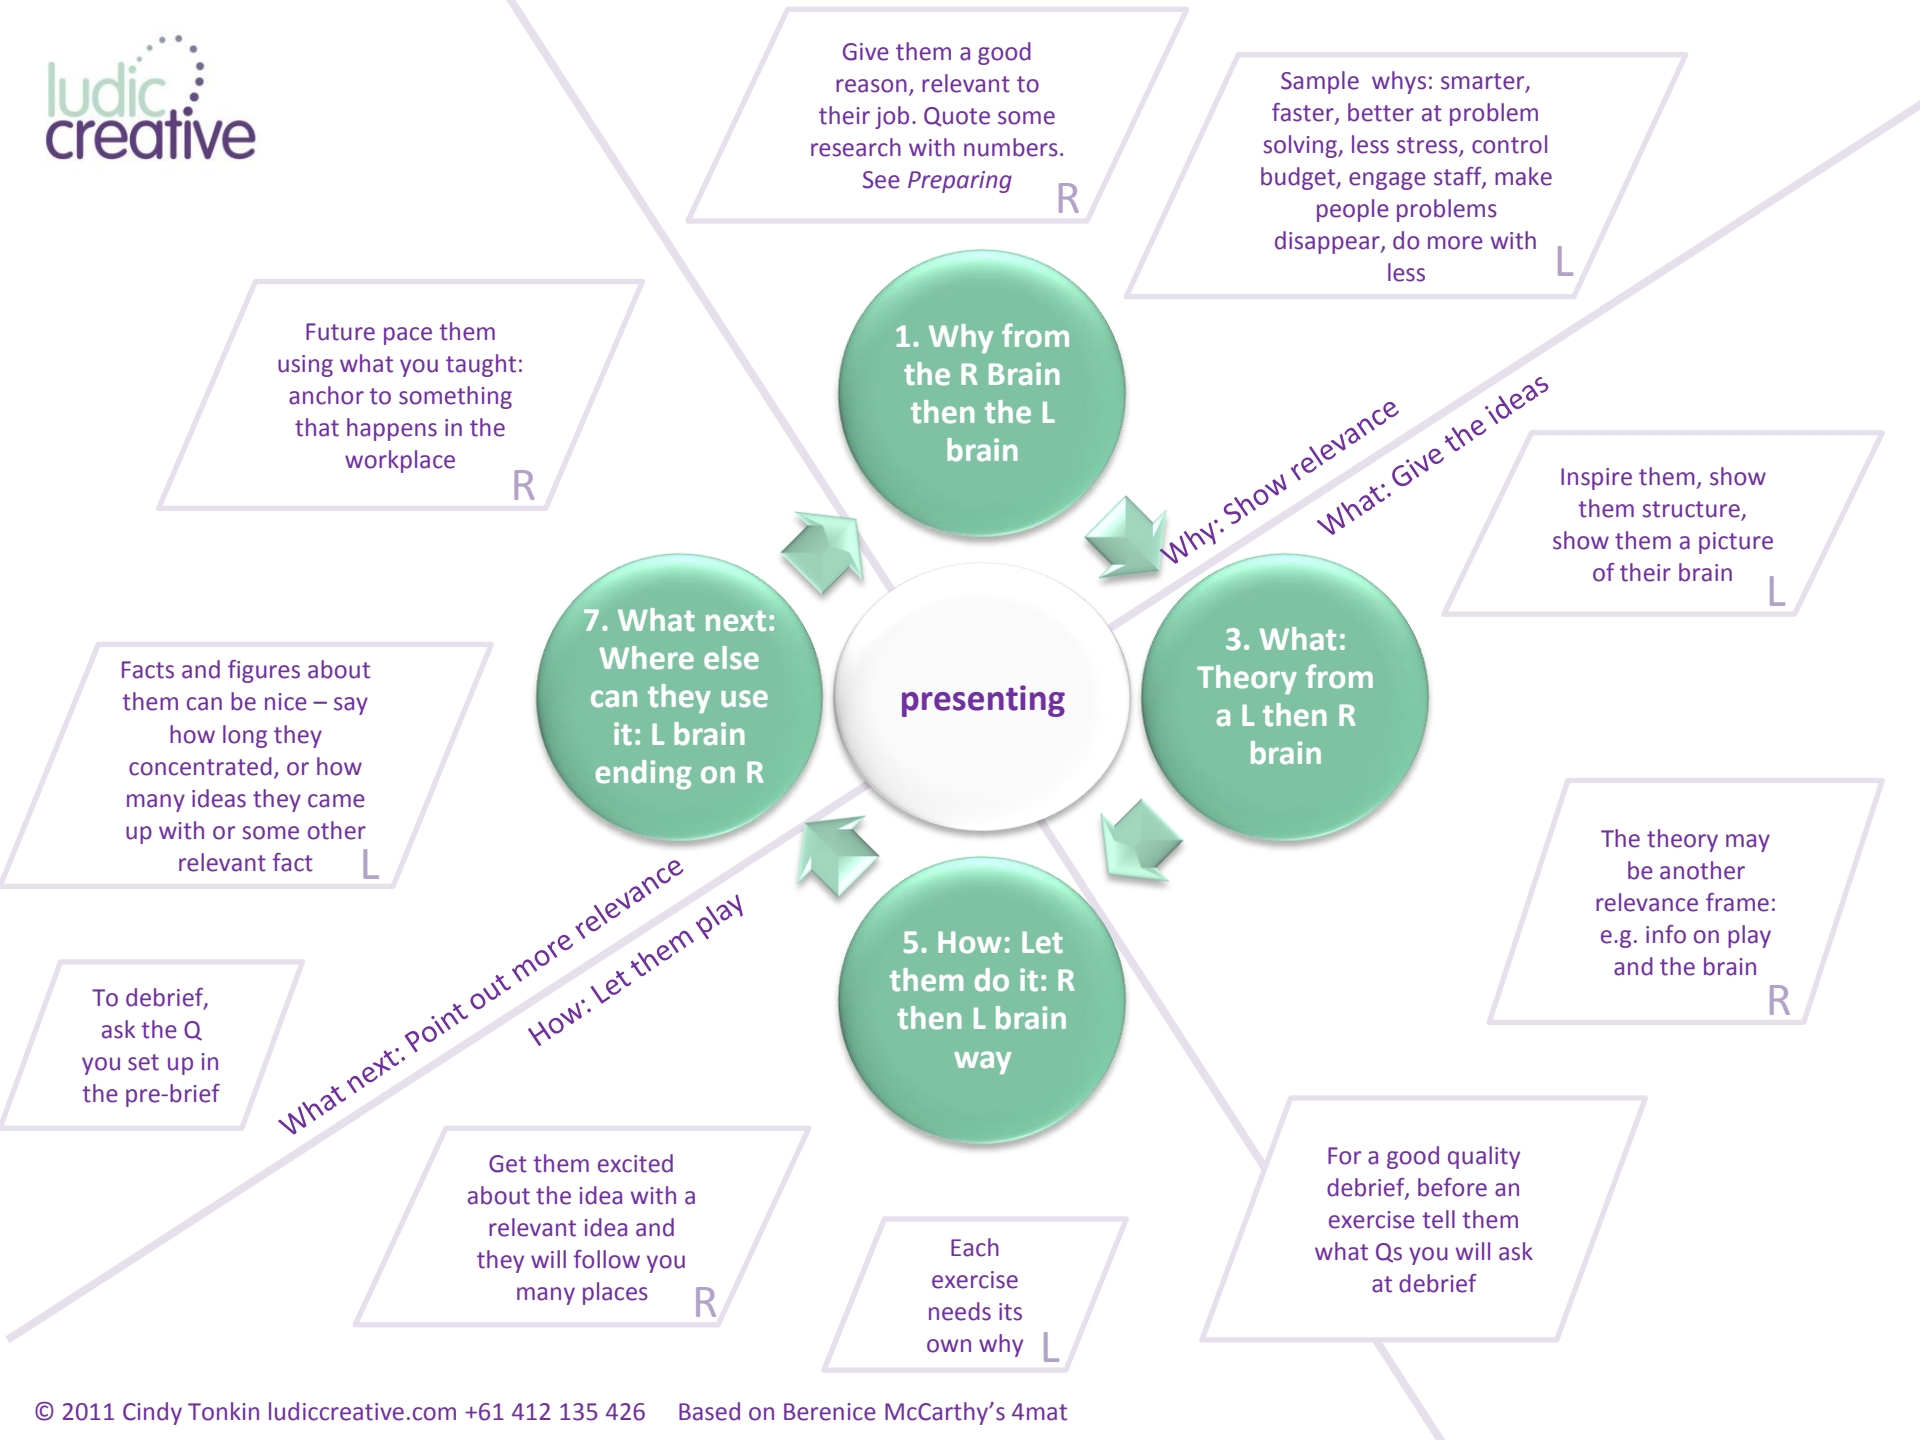 ludic
creative
Give them a good
reason, relevant to
their job. Quote some
research with numbers.
See Preparing
R
Sample whys: smarter,
faster, better at problem
solving, less stress, control
budget, engage staff, make
people problems
disappear, do more with
less
L
Future pace them
using what you taught:
anchor to something
that happens in the
workplace
R
1. Why from
the R Brain
then the L
brain
Why: Show relevance
What: Give the ideas
Inspire them, show
them structure,
show them a picture
of their brain
L
7. What next:
Where else
can they use
it: L brain
ending on R
presenting
3. What:
Theory from
a L then R
brain
Facts and figures about
them can be nice – say
how long they
concentrated, or how
many ideas they came
up with or some other
relevant fact
L
The theory may
be another
relevance frame:
e.g. info on play
and the brain
R
What next: Point out more relevance
How: Let them play
5. How: Let
them do it: R
then L brain
way
To debrief,
ask the Q
you set up in
the pre-brief
Get them excited
about the idea with a
relevant idea and
they will follow you
many places
R
Each
exercise
needs its
own why
L
For a good quality
debrief, before an
exercise tell them
what Qs you will ask
at debrief
© 2011 Cindy Tonkin ludiccreative.com +61 412 135 426 Based on Berenice McCarthy's 4mat